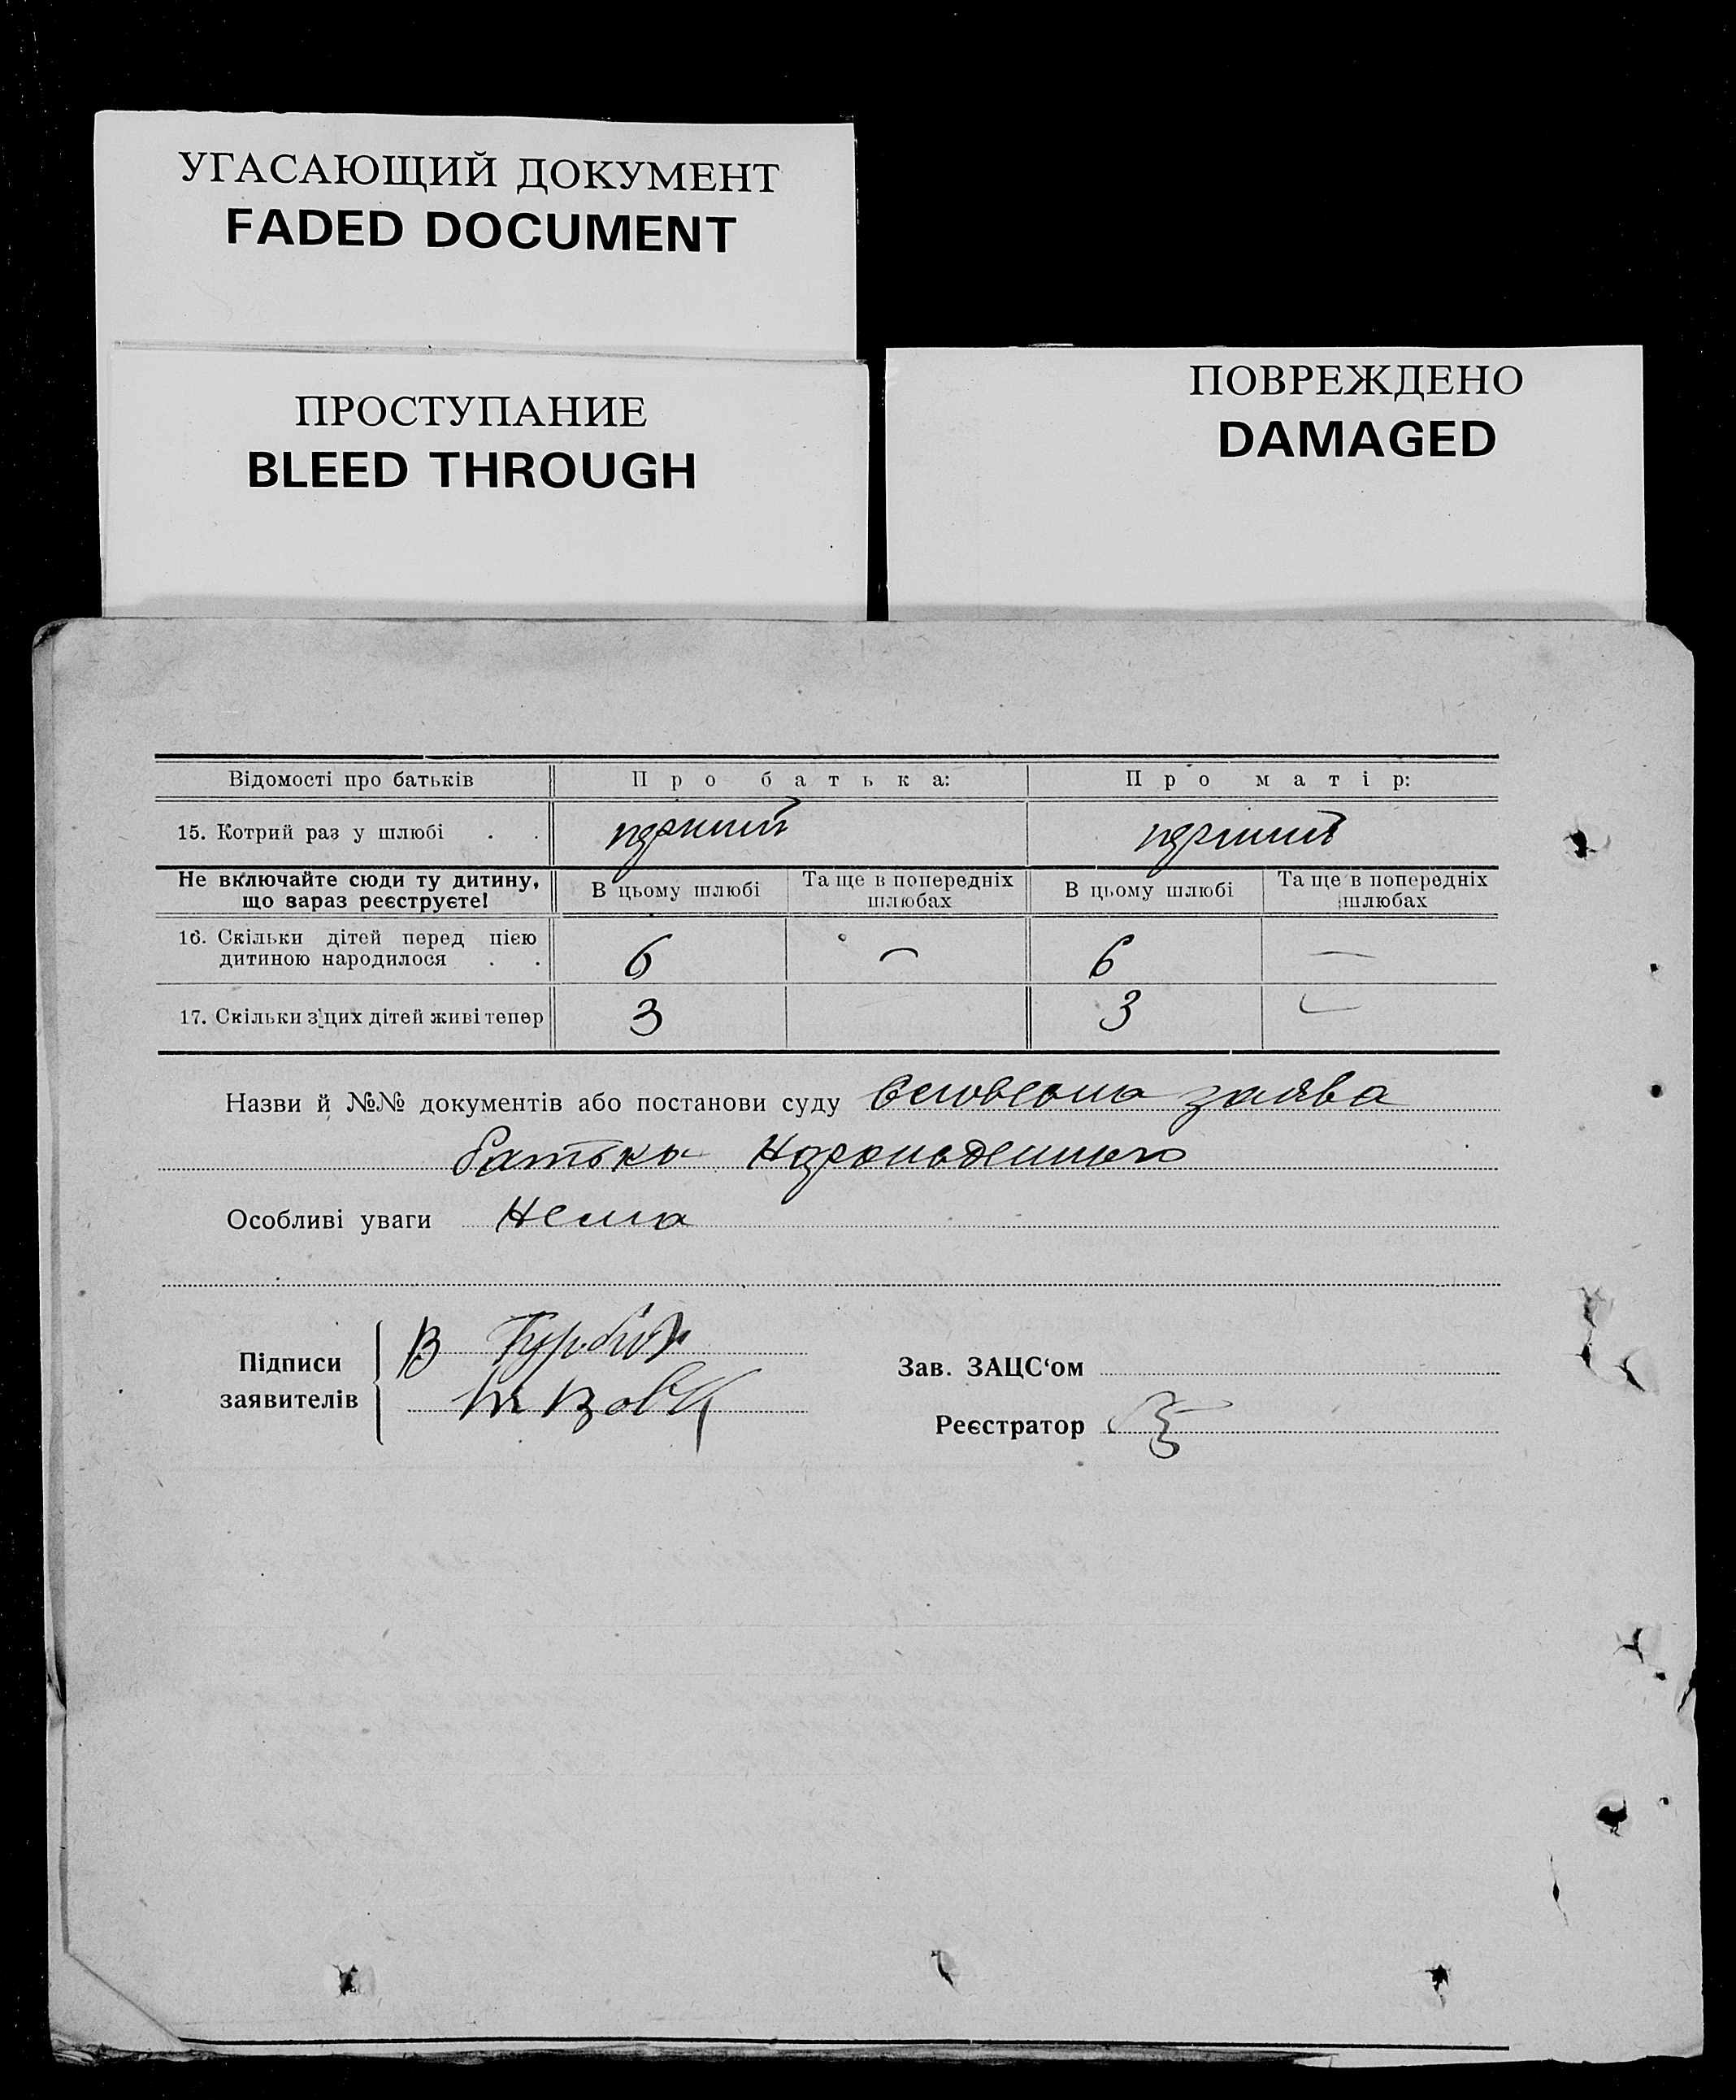 УГАСАЮЩИЙ ДОКУМЕНТ
FADED DOCUMENT
ПРОСТУПАНИЕ
BLEED THROUGH
ПОВРЕЖДЕНО
DAMAGED
Відомості про батьків Про батька: Про матір:
15. Котрий раз у шлюбі . . перший перший
Не включайте сюди ту дитину, що зараз реєструєте! В цьому шлюбі Та ще в попередніх шлюбах В цьому шлюбі Та ще в попередніх шлюбах
16. Скільки дітей перед цією дитиною народилося . . 6 — 6 —
17. Скільки з цих дітей живі тепер 3 3 —
Назви й №№ документів або постанови суду заява
батька
Особливі уваги Нема
Підписи заявителів
В
Зав. ЗАЦС‘ом
Реєстратор